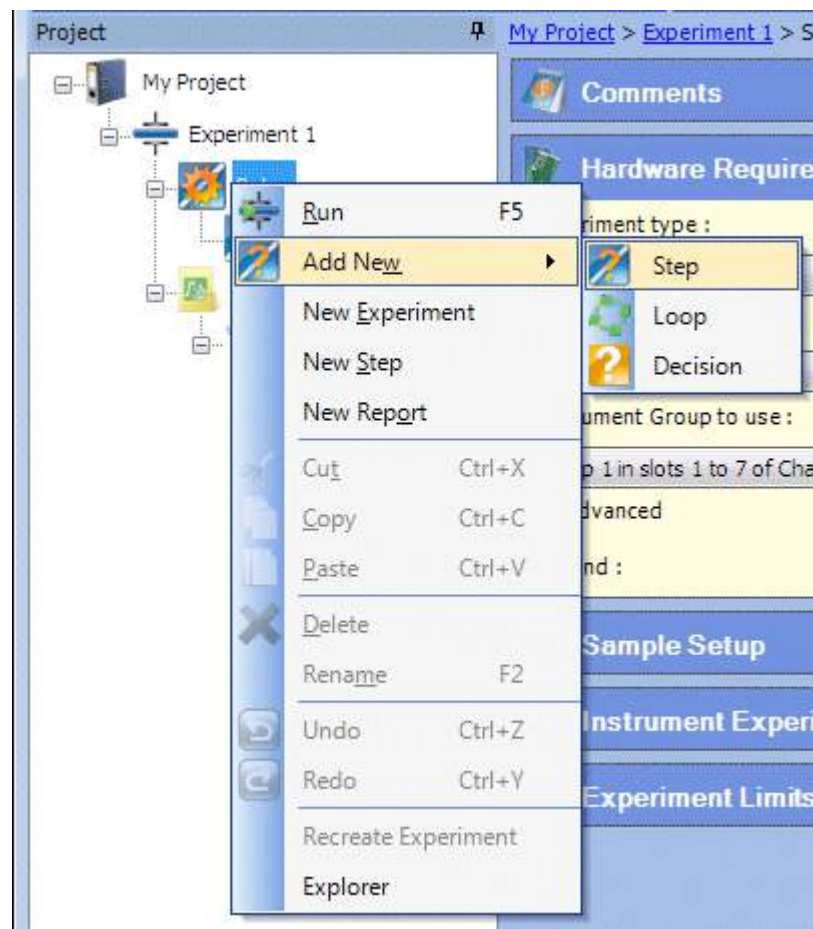 Project
My Project > Experiment 1 > S
My Project
Experiment 1
Comments
Hardware Require
riment type :
Run F5
Add New
New Experiment
New Step
New Report
Cut Ctrl+X
Copy Ctrl+C
Paste Ctrl+V
Delete
Rename F2
Undo Ctrl+Z
Redo Ctrl+Y
Recreate Experiment
Explorer
Step
Loop
Decision
ument Group to use :
p 1 in slots 1 to 7 of Cha
dvanced
nd :
Sample Setup
Instrument Experi
Experiment Limits